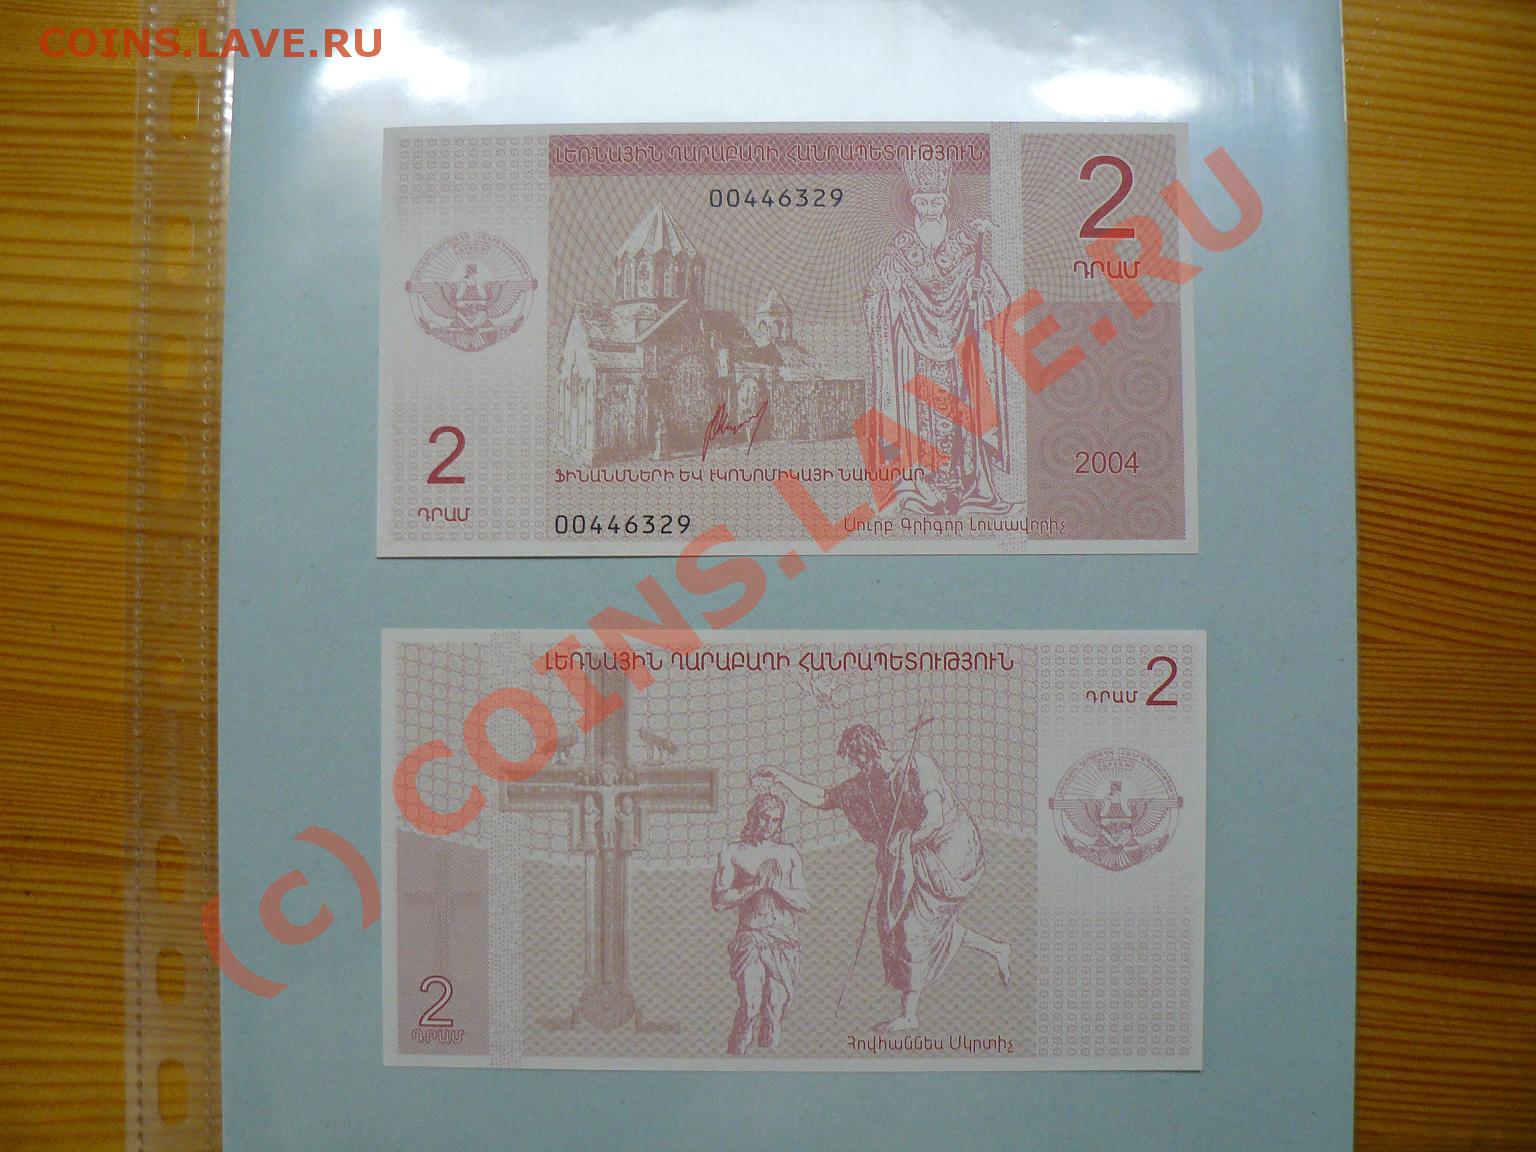 COINS.LAVE.RU
ԼԵՌՆԱՅԻՆ ՂԱՐԱԲԱՂԻ ՀԱՆՐԱՊԵՏՈՒԹՅՈՒՆ
00446329
2
ԴՐԱՄ
2
ԴՐԱՄ
2004
ՖԻՆԱՆՍՆԵՐԻ ԵՎ ԷԿՈՆՈՄԻԿԱՅԻ ՆԱԽԱՐԱՐ
00446329
Սուրբ Գրիգոր Լուսավորիչ
ԼԵՌՆԱՅԻՆ ՂԱՐԱԲԱՂԻ ՀԱՆՐԱՊԵՏՈՒԹՅՈՒՆ
ԴՐԱՄ 2
2
ԴՐԱՄ
Հովհաննես Մկրտիչ
(c) COINS.LAVE.RU